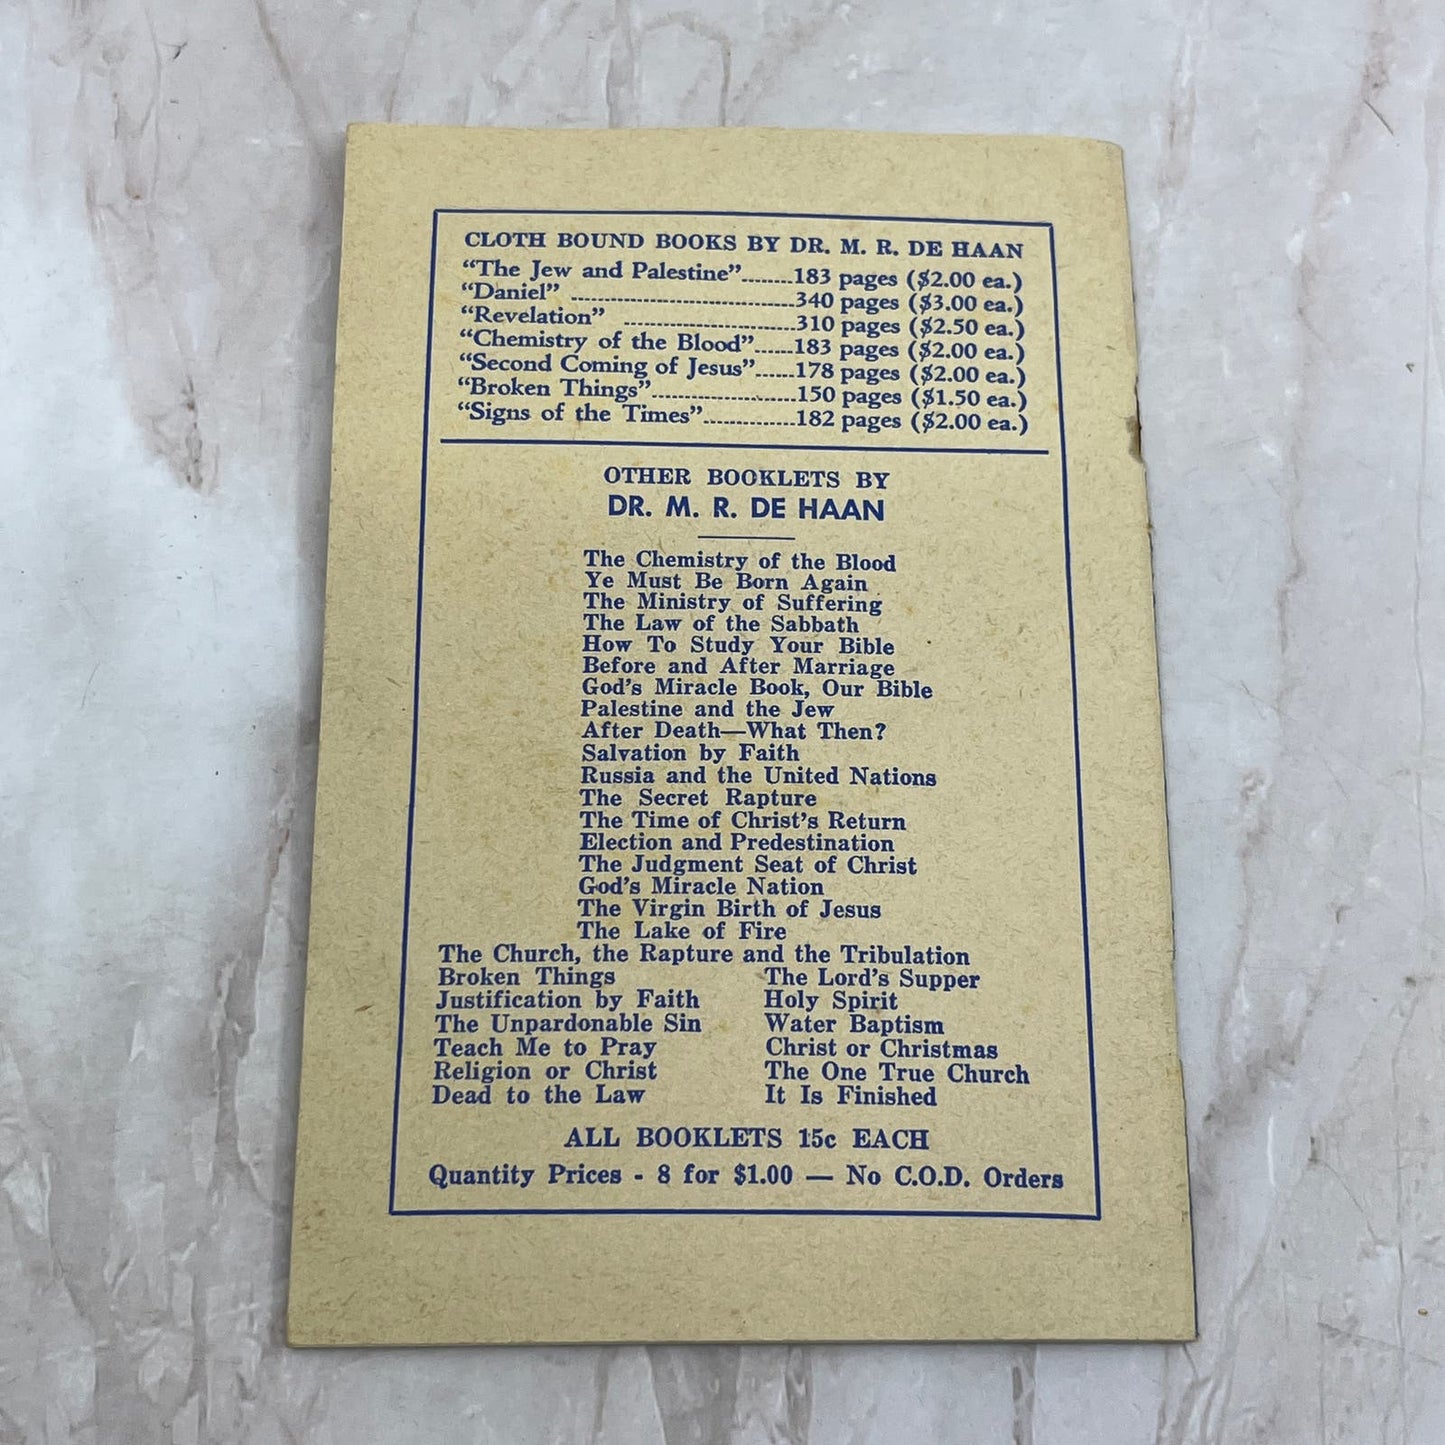 CLOTH BOUND BOOKS BY DR. M. R. DE HAAN
"The Jew and Palestine"........183 pages ($2.00 ea.)
"Daniel" ..................................340 pages ($3.00 ea.)
"Revelation" ..........................310 pages ($2.50 ea.)
"Chemistry of the Blood"......183 pages ($2.00 ea.)
"Second Coming of Jesus"......178 pages ($2.00 ea.)
"Broken Things"......................150 pages ($1.50 ea.)
"Signs of the Times"..............182 pages ($2.00 ea.)
OTHER BOOKLETS BY
DR. M. R. DE HAAN
The Chemistry of the Blood
Ye Must Be Born Again
The Ministry of Suffering
The Law of the Sabbath
How To Study Your Bible
Before and After Marriage
God's Miracle Book, Our Bible
Palestine and the Jew
After Death—What Then?
Salvation by Faith
Russia and the United Nations
The Secret Rapture
The Time of Christ's Return
Election and Predestination
The Judgment Seat of Christ
God's Miracle Nation
The Virgin Birth of Jesus
The Lake of Fire
The Church, the Rapture and the Tribulation
Broken Things
Justification by Faith
The Unpardonable Sin
Teach Me to Pray
Religion or Christ
Dead to the Law
The Lord's Supper
Holy Spirit
Water Baptism
Christ or Christmas
The One True Church
It Is Finished
ALL BOOKLETS 15c EACH
Quantity Prices - 8 for $1.00 — No C.O.D. Orders